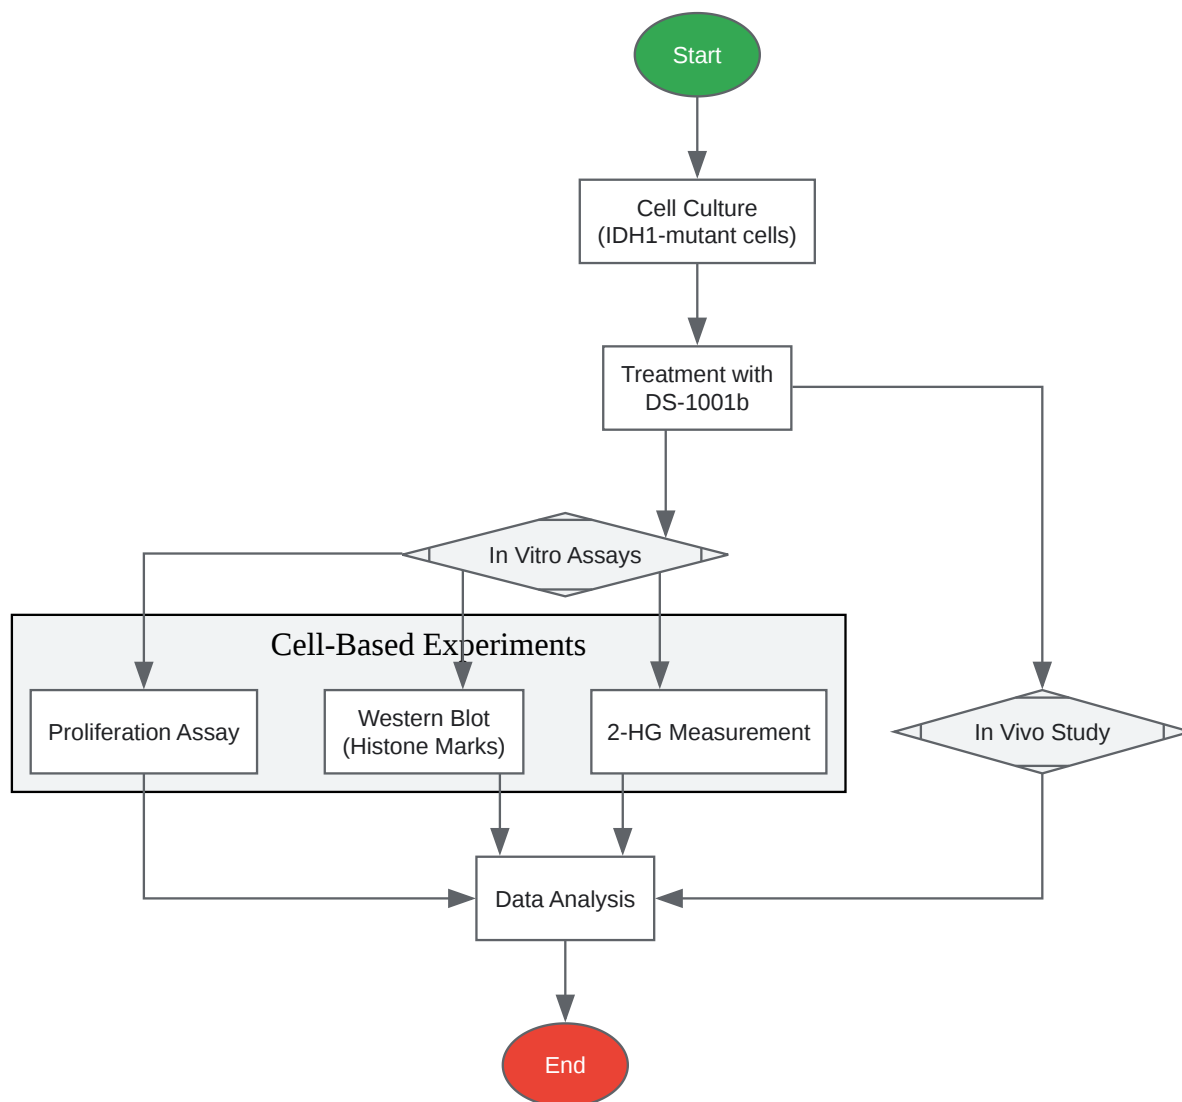 Start
Cell Culture
(IDH1-mutant cells)
Treatment with
DS-1001b
In Vitro Assays
Cell-Based Experiments
Proliferation Assay
Western Blot
(Histone Marks)
2-HG Measurement
In Vivo Study
Data Analysis
End